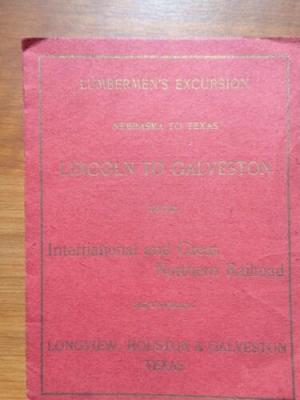 LUMBERMEN'S EXCURSION
NEBRASKA TO TEXAS
LINCOLN TO GALVESTON
International and Great
Northern Railroad
LONGVIEW, HOUSTON & GALVESTON
TEXAS